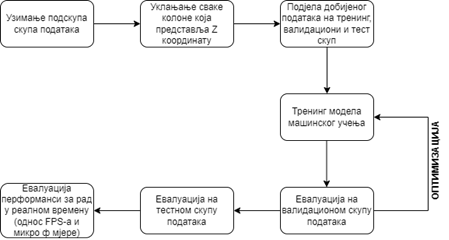 Узимање подскупа
скупа података
Уклањање сваке
колоне која
представља Z
координату
Подјела добијеног
података на тренинг,
валидациони и тест
скуп
Тренинг модела
машинског учења
ОПТИМИЗАЦИЈА
Евалуација
перформанси за рад
у реалном времену
(однос FPS-а и
микро ф мјере)
Евалуација на
тестном скупу
података
Евалуација на
валидационом скупу
података